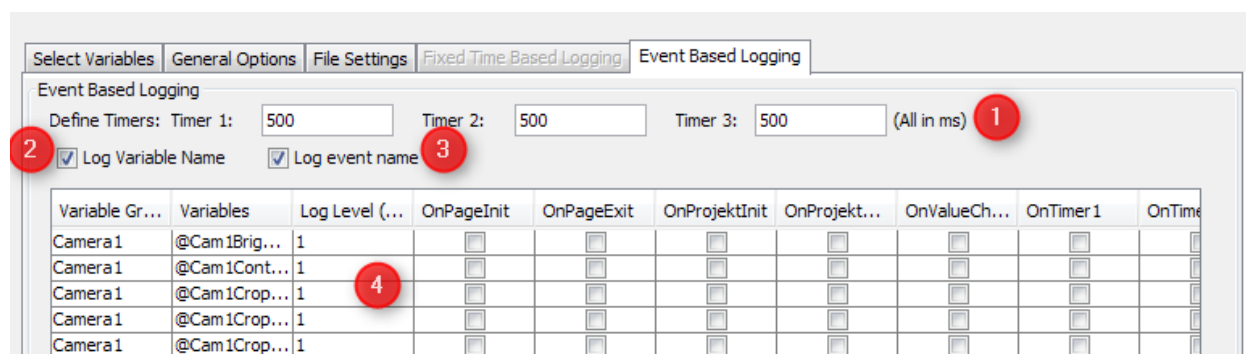 Select Variables General Options File Settings Fixed Time Based Logging Event Based Logging
Event Based Logging
Define Timers: Timer 1: 500 Timer 2: 500 Timer 3: 500 (All in ms) 1
2 Log Variable Name Log event name 3
Variable Gr... Variables Log Level (... OnPageInit OnPageExit OnProjektInit OnProjekt... OnValueCh... OnTimer1 OnTime
Camera1 @Cam1Brig... 1
Camera1 @Cam1Cont... 1
Camera1 @Cam1Crop... 1 4
Camera1 @Cam1Crop... 1
Camera1 @Cam1Crop... 1